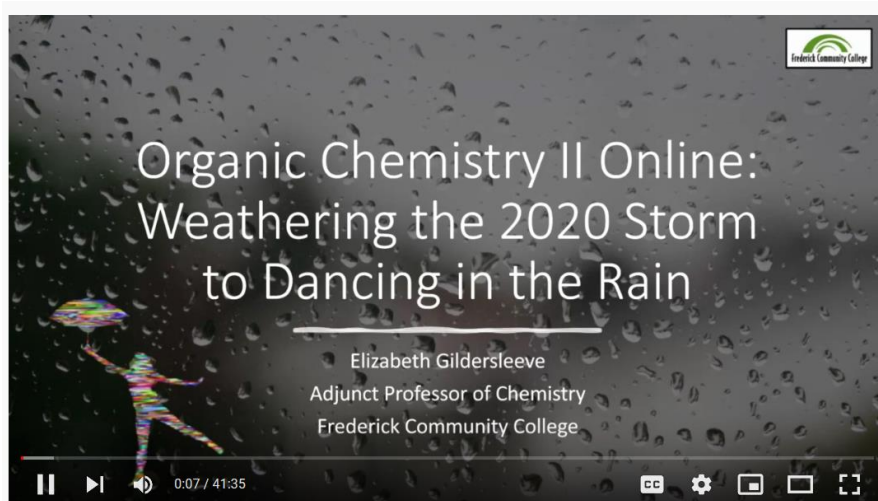 Frederick Community College
Organic Chemistry II Online:
Weathering the 2020 Storm
to Dancing in the Rain
Elizabeth Gildersleeve
Adjunct Professor of Chemistry
Frederick Community College
0:07 / 41:35
CC